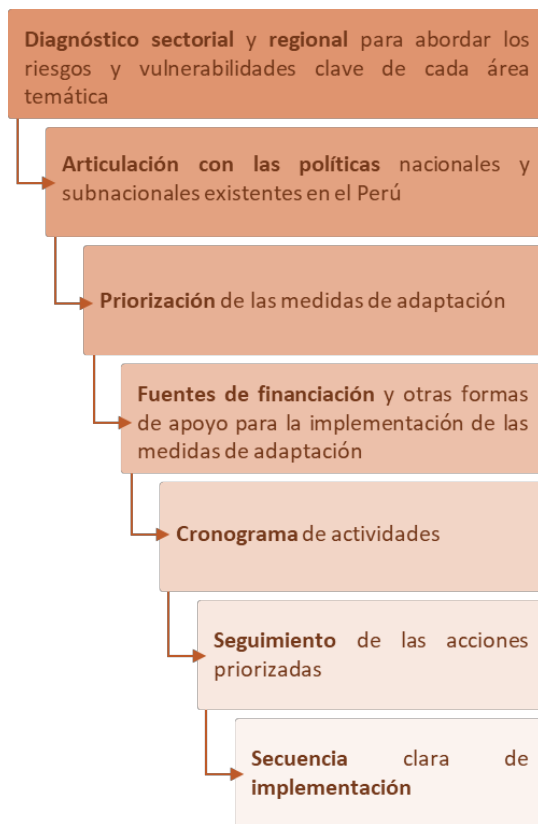 Diagnóstico sectorial y regional para abordar los
riesgos y vulnerabilidades clave de cada área
temática
Articulación con las políticas nacionales y
subnacionales existentes en el Perú
Priorización de las medidas de adaptación
Fuentes de financiación y otras formas
de apoyo para la implementación de las
medidas de adaptación
Cronograma de actividades
Seguimiento de las acciones
priorizadas
Secuencia clara de
implementación